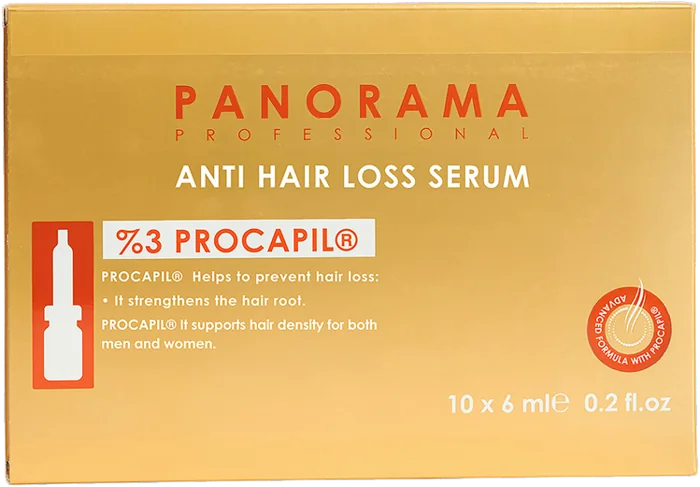 PANORAMA
PROFESSIONAL
ANTI HAIR LOSS SERUM
%3 PROCAPIL®
PROCAPIL® Helps to prevent hair loss:
• It strengthens the hair root.
PROCAPIL® It supports hair density for both
men and women.
ADVANCED FORMULA WITH PROCAPIL®
10 x 6 ml℮ 0.2 fl.oz